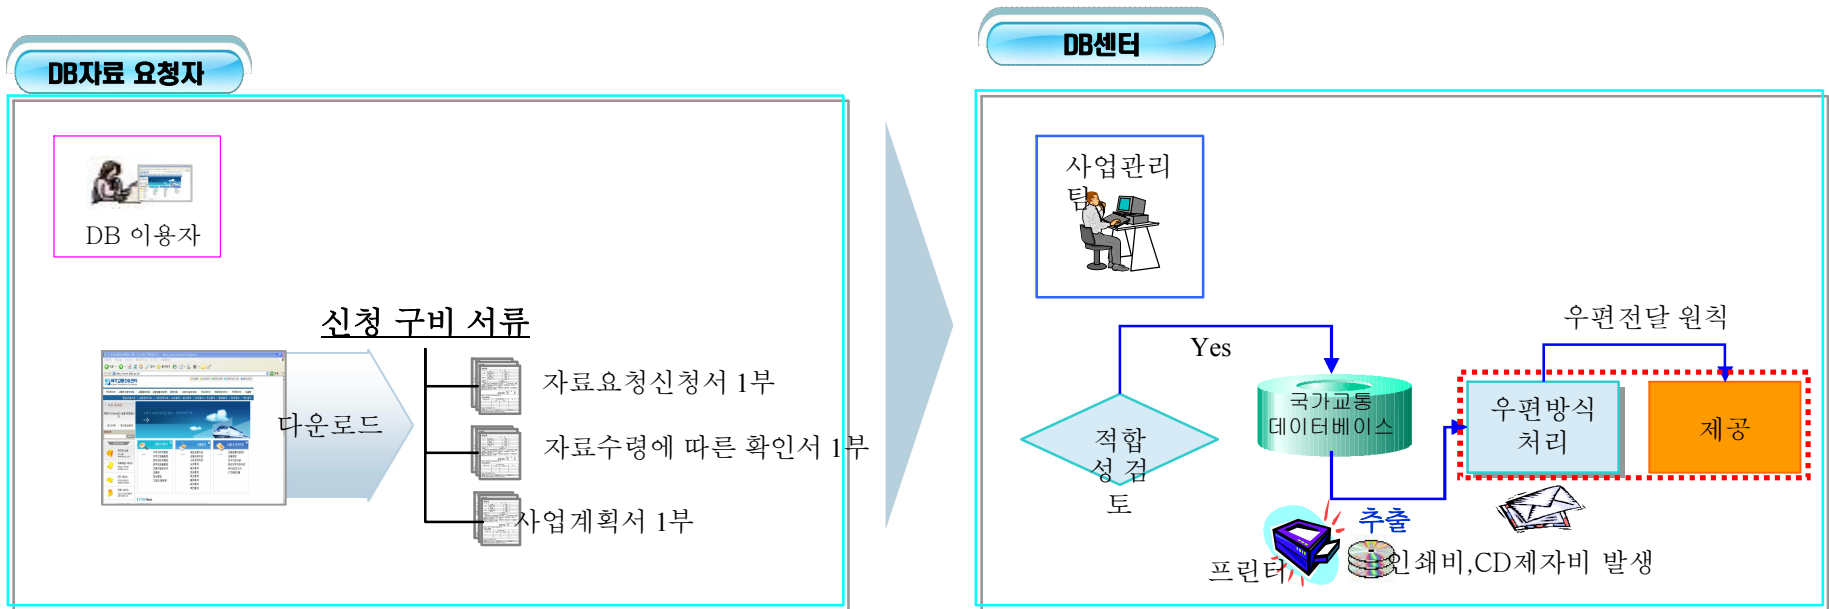 DB자료 요청자
DB 이용자
신청 구비 서류
다운로드
자료요청신청서 1부
자료수령에 따른 확인서 1부
사업계획서 1부
DB센터
사업관리
팀
Yes
우편전달 원칙
적합
성 검
토
국가교통
데이터베이스
우편방식
처리
제공
추출
프린터
인쇄비,CD제자비 발생